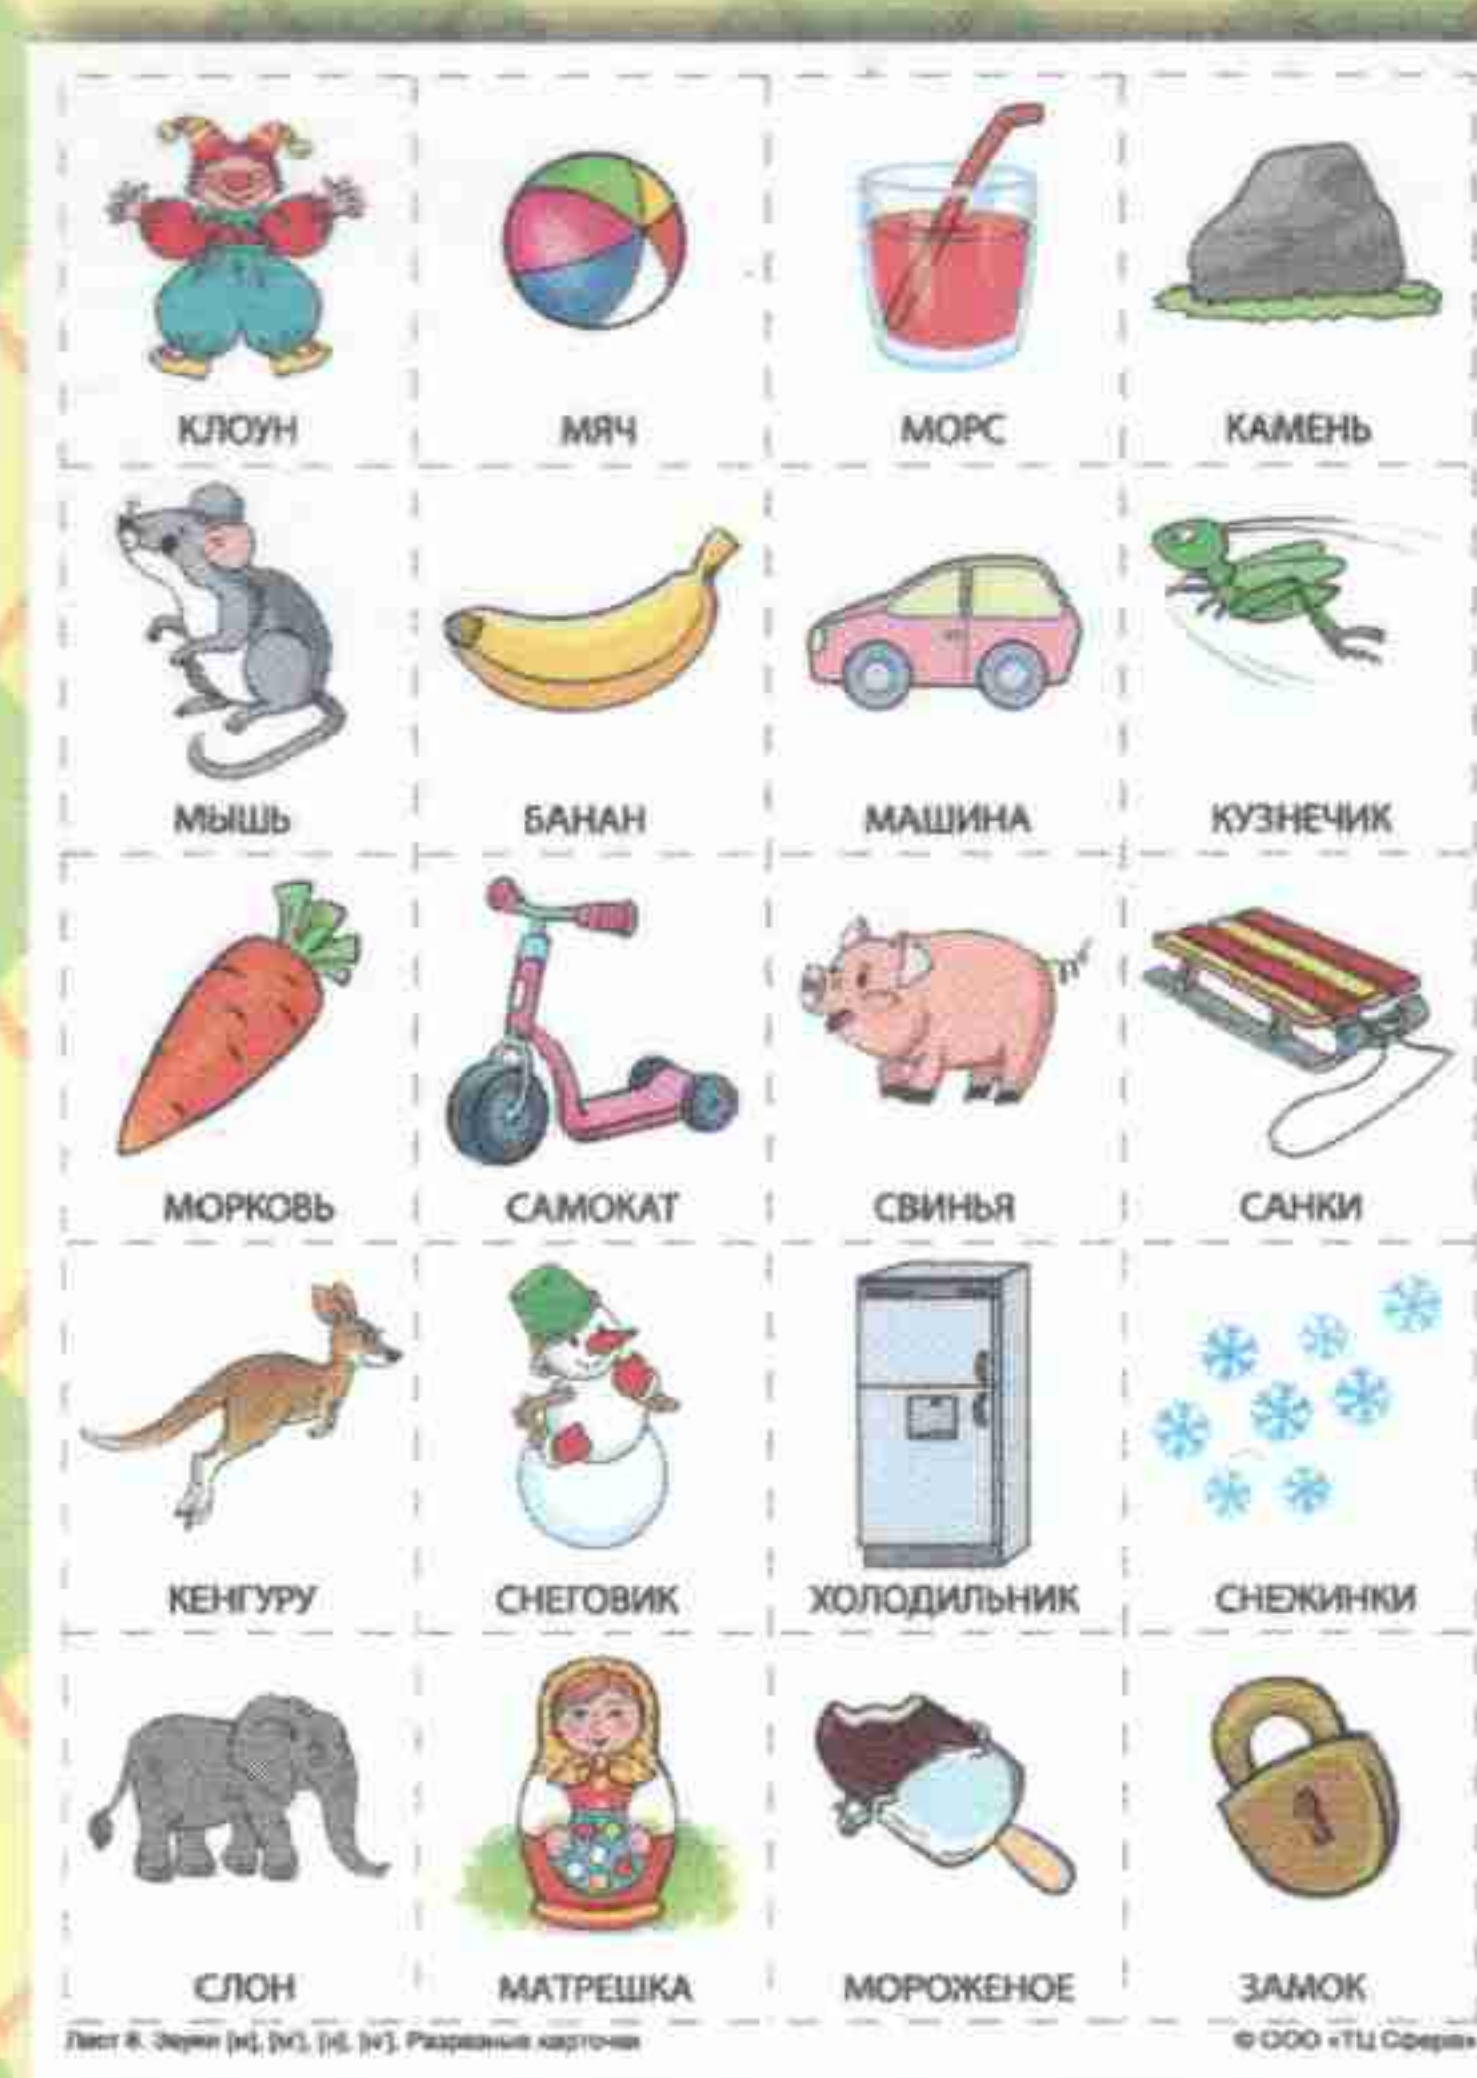 КЛОУН МЯЧ МОРС КАМЕНЬ
МЫШЬ БАНАН МАШИНА КУЗНЕЧИК
МОРКОВЬ САМОКАТ СВИНЬЯ САНКИ
КЕНГУРУ СНЕГОВИК ХОЛОДИЛЬНИК СНЕЖИНКИ
СЛОН МАТРЕШКА МОРОЖЕНОЕ ЗАМОК
Лист 8. Звуки [м], [м'], [н], [н']. Разрезные карточки © ООО «ТЦ Сфера»